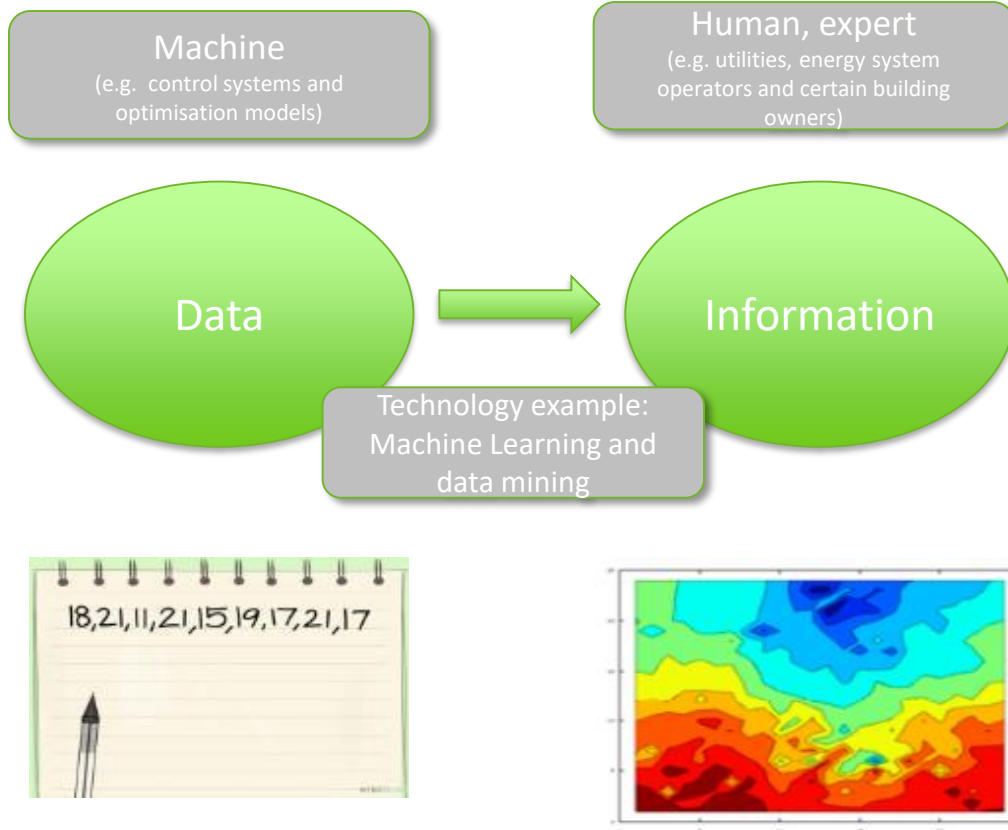 Machine
(e.g. control systems and
optimisation models)
Human, expert
(e.g. utilities, energy system
operators and certain building
owners)
Data
Information
Technology example:
Machine Learning and
data mining
18,21,11,21,15,19,17,21,17